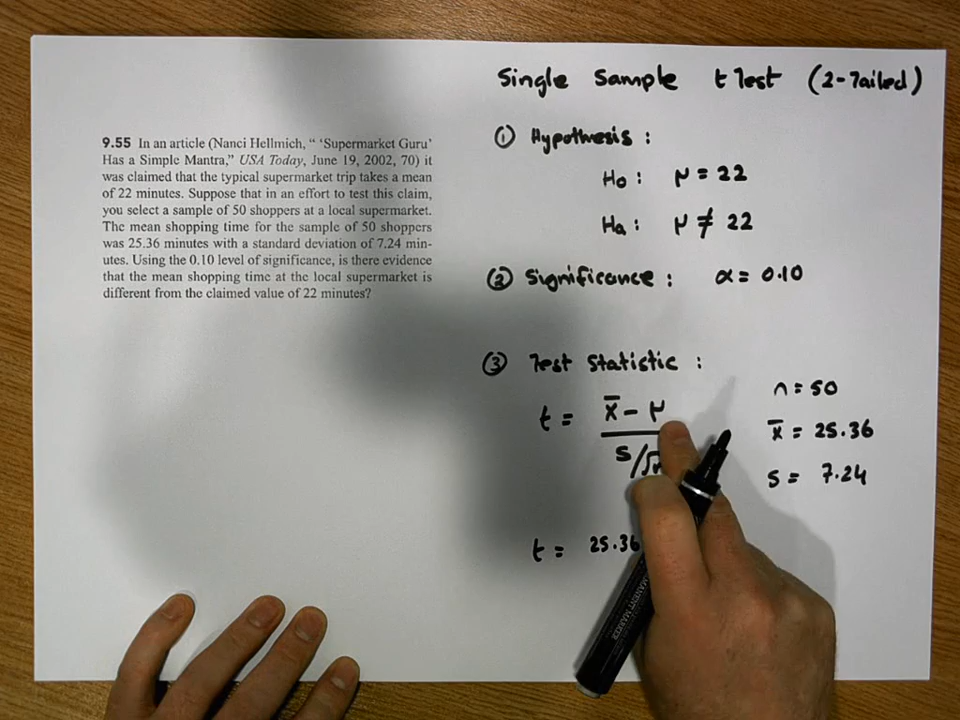 Single Sample t Test (2-Tailed)
9.55 In an article (Nanci Hellmich, “ ‘Supermarket Guru’
Has a Simple Mantra,” USA Today, June 19, 2002, 70) it
was claimed that the typical supermarket trip takes a mean
of 22 minutes. Suppose that in an effort to test this claim,
you select a sample of 50 shoppers at a local supermarket.
The mean shopping time for the sample of 50 shoppers
was 25.36 minutes with a standard deviation of 7.24 min-
utes. Using the 0.10 level of significance, is there evidence
that the mean shopping time at the local supermarket is
different from the claimed value of 22 minutes?
① Hypothesis :
Ho : μ = 22
Ha : μ ≠ 22
② Significance : α = 0.10
③ Test Statistic :
t = x̄ - μ
s/√n
n = 50
x̄ = 25.36
s = 7.24
t = 25.36
PERMANENT MARKER